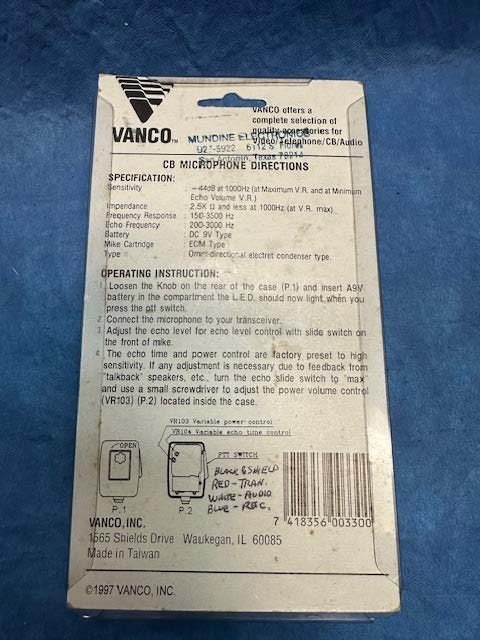 VANCO TM
VANCO offers a
complete selection of
quality accessories for
Video/Telephone/CB/Audio
MUNDINE ELECTRONICS
927-5922 6112 S Flores
San Antonio, Texas 78214
CB MICROPHONE DIRECTIONS
SPECIFICATION:
Sensitivity : -44dB at 1000Hz (at Maximum V.R. and at Minimum
Echo Volume V.R.)
Impendance : 2.5K Ω and less at 1000Hz (at V.R. max)
Frequency Response : 150-3500 Hz
Echo Frequency : 200-3000 Hz
Battery : DC 9V Type
Mike Cartridge : ECM Type
Type : Omni-directional electret condenser type.
OPERATING INSTRUCTION:
1. Loosen the Knob on the rear of the case (P.1) and insert A9V
battery in the compartment the L.E.D. should now light when you
press the ptt switch.
2. Connect the microphone to your transceiver.
3. Adjust the echo level for echo level control with slide switch on
the front of mike.
4. The echo time and power control are factory preset to high
sensitivity. If any adjustment is necessary due to feedback from
"talkback" speakers, etc., turn the echo slide switch to "max"
and use a small screwdriver to adjust the power volume control
(VR103) (P.2) located inside the case.
VR103 Variable power control
VR104 Variable echo time control
OPEN
PTT SWITCH
BLACK & SHIELD
RED - TRAN.
WHITE - AUDIO
BLUE - REC.
P.1
P.2
7 418356 003300
VANCO, INC.
1565 Shields Drive Waukegan, IL 60085
Made in Taiwan
©1997 VANCO, INC.